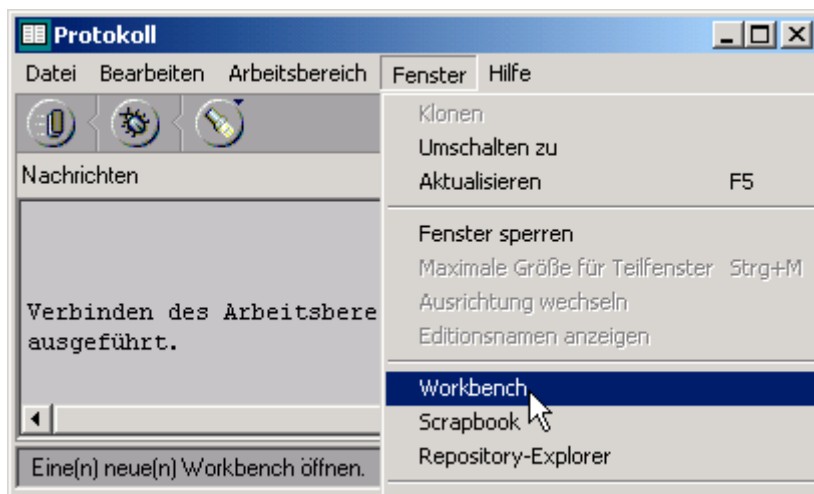 Protokoll
Datei Bearbeiten Arbeitsbereich Fenster Hilfe
Klonen
Umschalten zu
Aktualisieren F5
Nachrichten
Fenster sperren
Maximale Größe für Teilfenster Strg+M
Ausrichtung wechseln
Editionsnamen anzeigen
Verbinden des Arbeitsbere
ausgeführt.
Workbench
Scrapbook
Repository-Explorer
Eine(n) neue(n) Workbench öffnen.